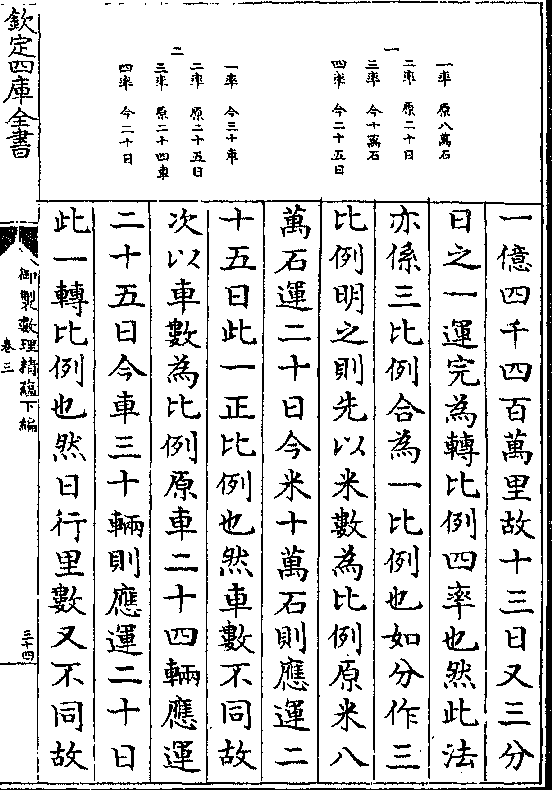 一
一率　原八萬石
二率　原二十日
三率　今十萬石
四率　今二十五日
二
一率　今三十車
二率　原二十五日
三率　原二十四車
四率　今二十日
一億四千四百萬里故十三日又三分
日之一運完為轉比例四率也然此法
亦係三比例合為一比例也如分作三
比例明之則先以米數為比例原米八
萬石運二十日今米十萬石則應運二
十五日此一正比例也然車數不同故
次以車數為比例原車二十四輛應運
二十五日今車三十輛則應運二十日
此一轉比例也然日行里數又不同故
欽定四庫全書
御製數理精蘊下編
卷三
三十四